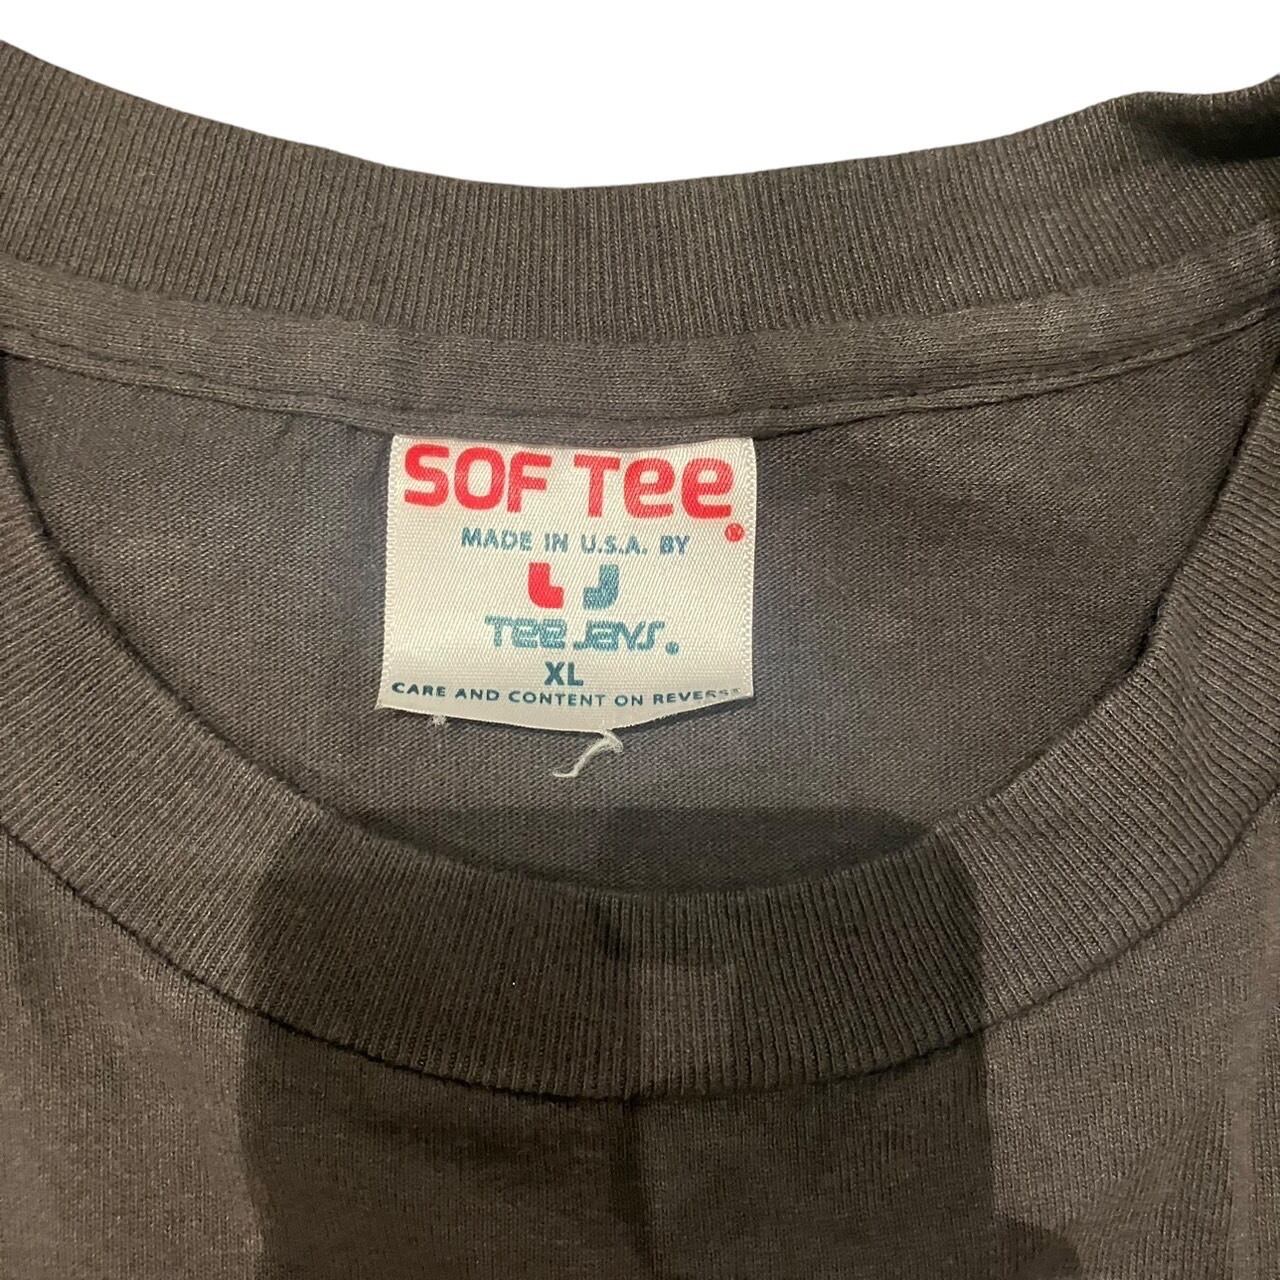 SOF Tee®
MADE IN U.S.A. BY
Tee Jays®
XL
CARE AND CONTENT ON REVERSE